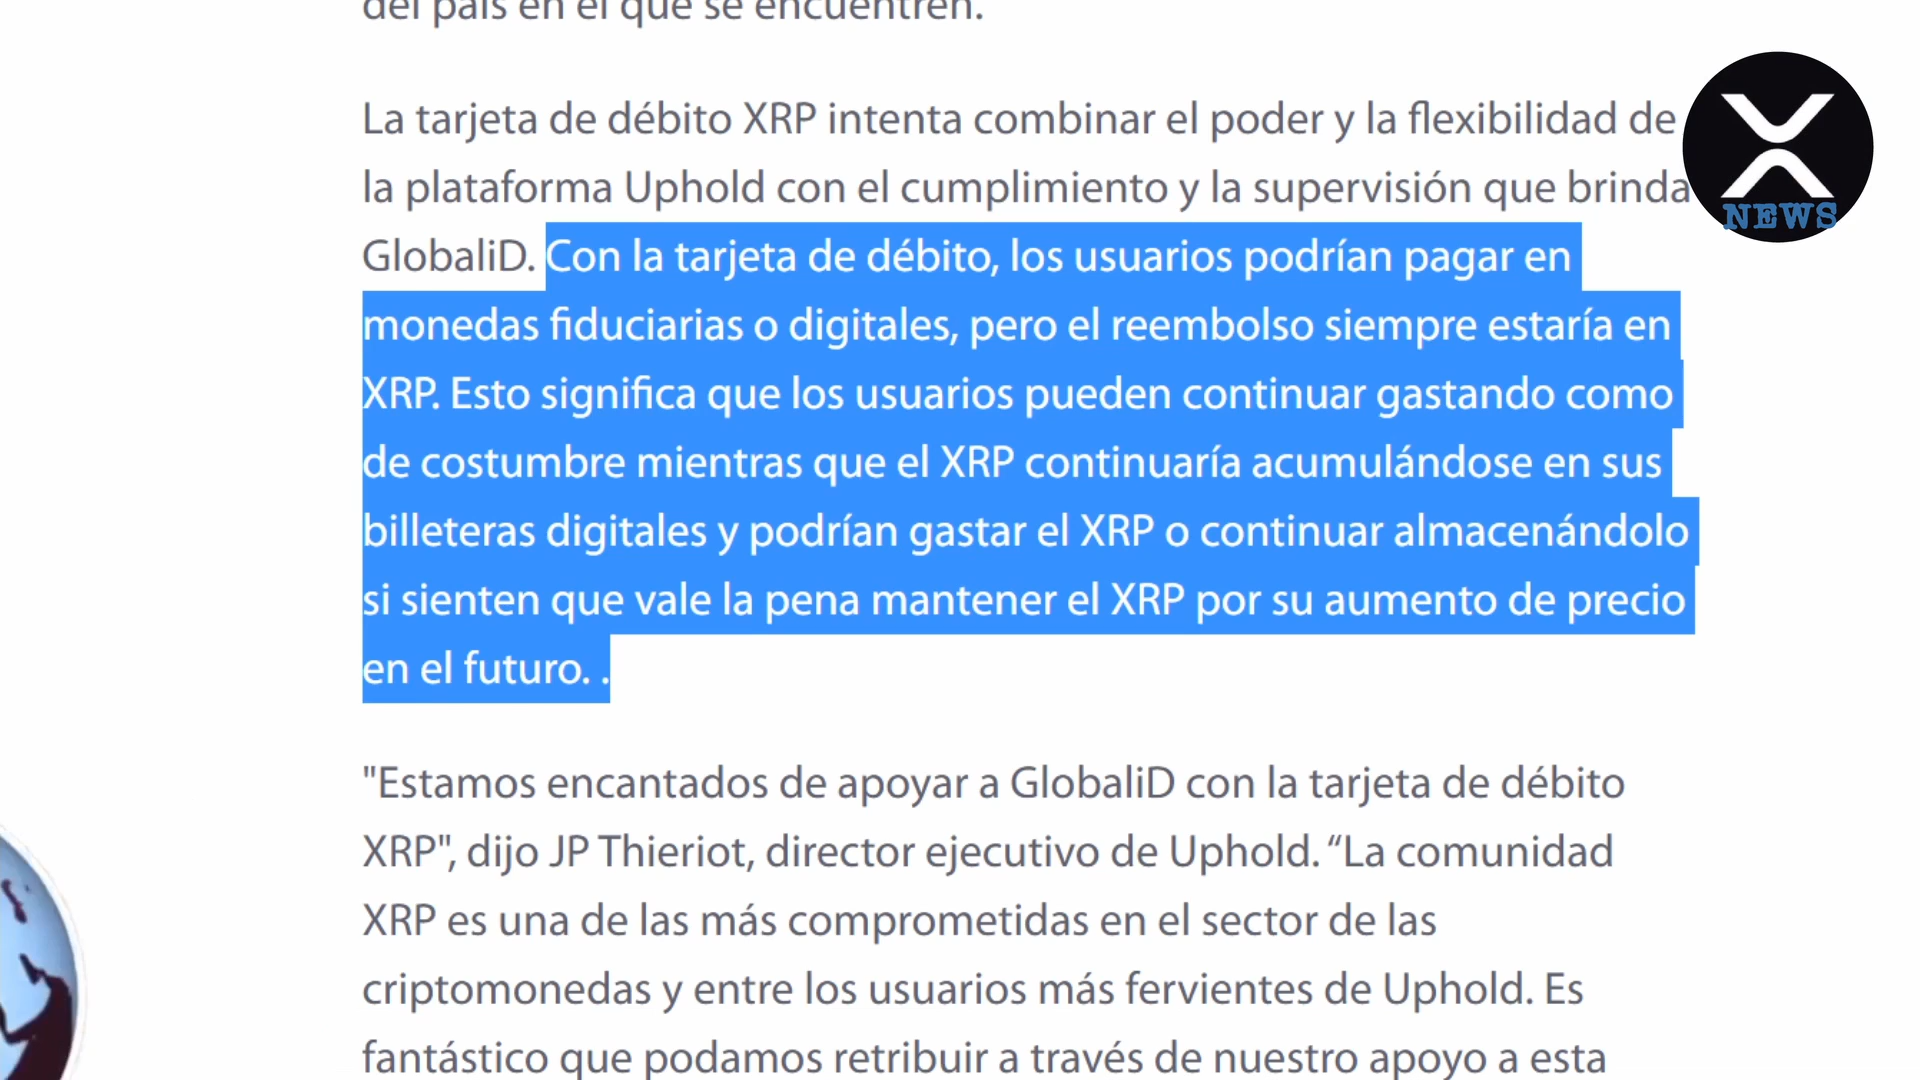 del país en el que se encuentren.
La tarjeta de débito XRP intenta combinar el poder y la flexibilidad de
la plataforma Uphold con el cumplimiento y la supervisión que brinda
GlobaliD. Con la tarjeta de débito, los usuarios podrían pagar en
monedas fiduciarias o digitales, pero el reembolso siempre estaría en
XRP. Esto significa que los usuarios pueden continuar gastando como
de costumbre mientras que el XRP continuaría acumulándose en sus
billeteras digitales y podrían gastar el XRP o continuar almacenándolo
si sienten que vale la pena mantener el XRP por su aumento de precio
en el futuro. .
"Estamos encantados de apoyar a GlobaliD con la tarjeta de débito
XRP", dijo JP Thieriot, director ejecutivo de Uphold. “La comunidad
XRP es una de las más comprometidas en el sector de las
criptomonedas y entre los usuarios más fervientes de Uphold. Es
fantástico que podamos retribuir a través de nuestro apoyo a esta
NEWS